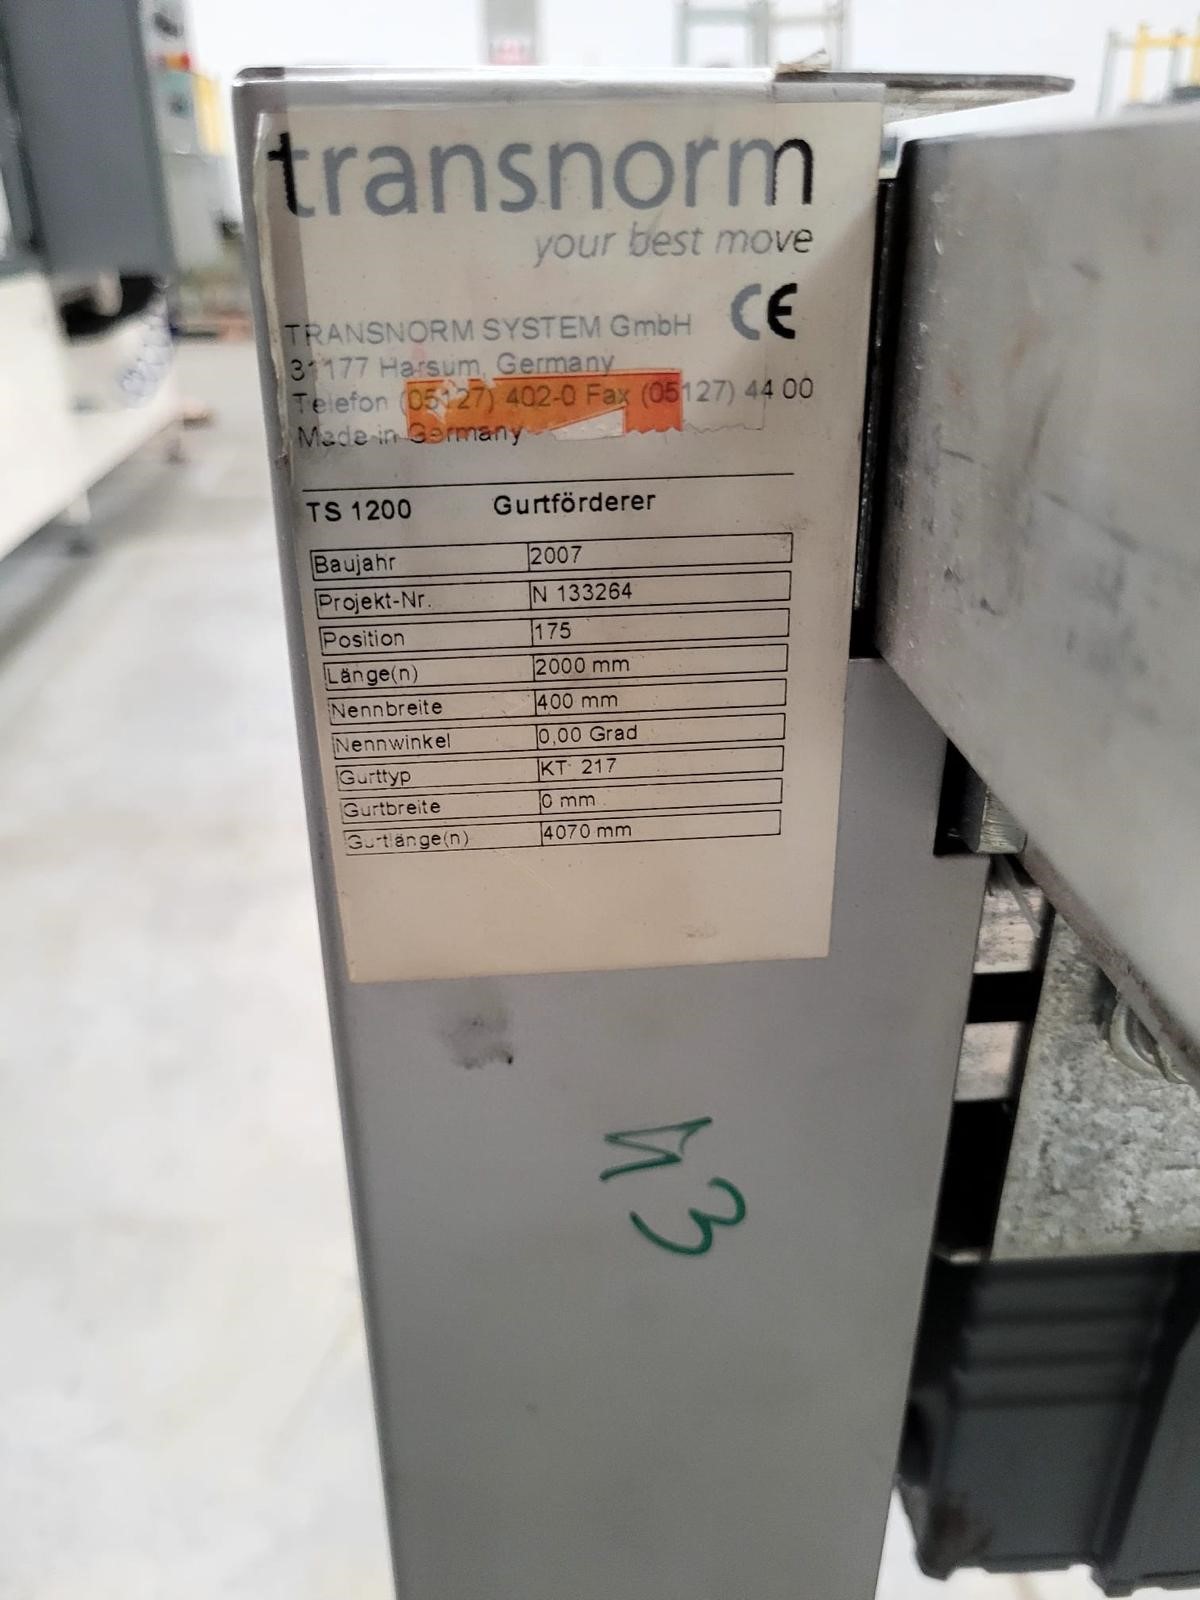 transnorm
your best move
CE
TRANSNORM SYSTEM GmbH
31177 Harsum, Germany
Telefon (05127) 402-0 Fax (05127) 44 00
Made in Germany
TS 1200 Gurtförderer
Baujahr 2007
Projekt-Nr. N 133264
Position 175
Länge(n) 2000 mm
Nennbreite 400 mm
Nennwinkel 0,00 Grad
Gurttyp KT 217
Gurtbreite 0 mm
Gurtlänge(n) 4070 mm